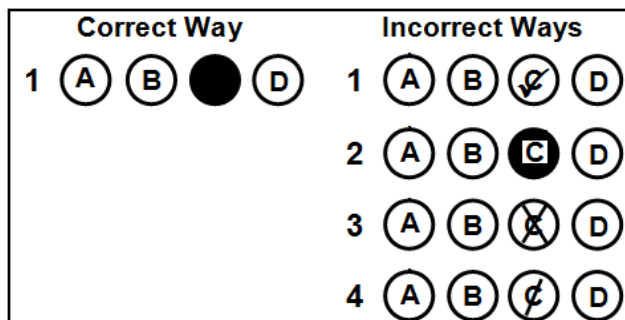 Correct Way
1 A B D
Incorrect Ways
1 A B C D
2 A B C D
3 A B C D
4 A B C D